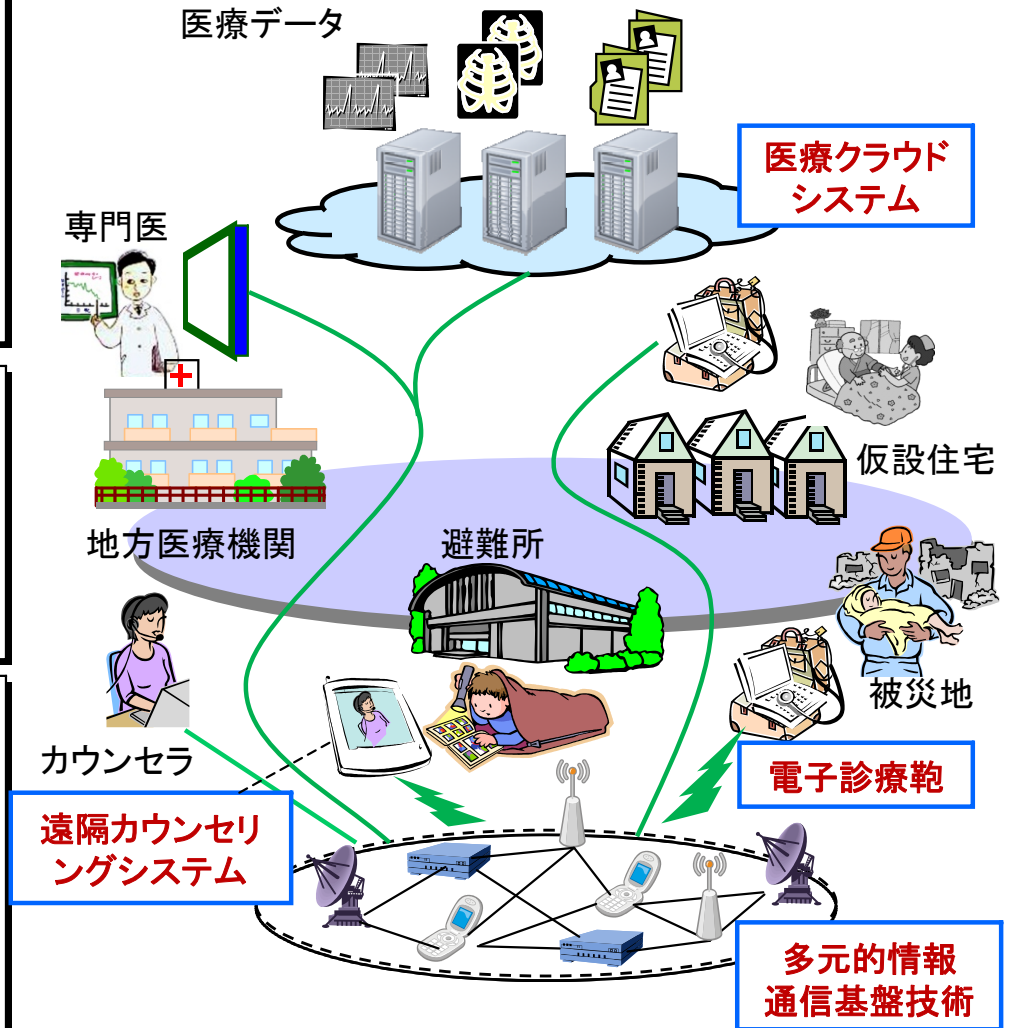 医療データ
医療クラウド
システム
専門医
仮設住宅
地方医療機関
避難所
被災地
カウンセラ
電子診療鞄
遠隔カウンセリ
ングシステム
多元的情報
通信基盤技術